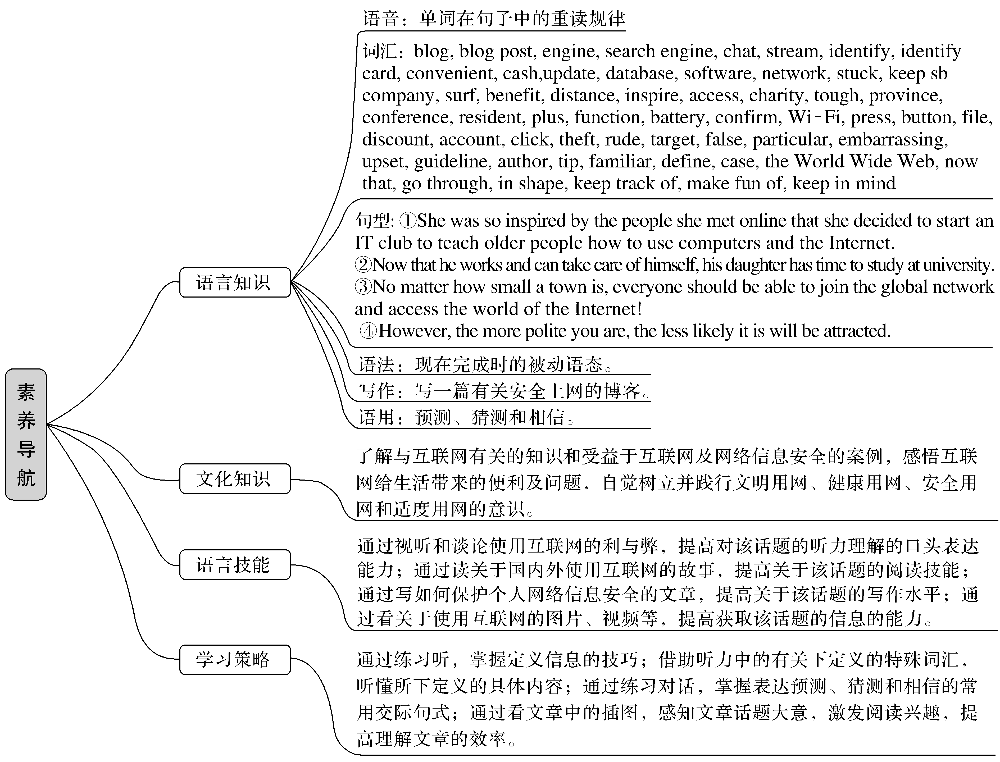 素养导航
语言知识
语音：单词在句子中的重读规律
词汇：blog, blog post, engine, search engine, chat, stream, identify, identify
card, convenient, cash,update, database, software, network, stuck, keep sb
company, surf, benefit, distance, inspire, access, charity, tough, province,
conference, resident, plus, function, battery, confirm, Wi-Fi, press, button, file,
discount, account, click, theft, rude, target, false, particular, embarrassing,
upset, guideline, author, tip, familiar, define, case, the World Wide Web, now
that, go through, in shape, keep track of, make fun of, keep in mind
句型: ①She was so inspired by the people she met online that she decided to start an
IT club to teach older people how to use computers and the Internet.
②Now that he works and can take care of himself, his daughter has time to study at university.
③No matter how small a town is, everyone should be able to join the global network
and access the world of the Internet!
④However, the more polite you are, the less likely it is will be attracted.
语法：现在完成时的被动语态。
写作：写一篇有关安全上网的博客。
语用：预测、猜测和相信。
文化知识
了解与互联网有关的知识和受益于互联网及网络信息安全的案例，感悟互联
网给生活带来的便利及问题，自觉树立并践行文明用网、健康用网、安全用
网和适度用网的意识。
语言技能
通过视听和谈论使用互联网的利与弊，提高对该话题的听力理解的口头表达
能力；通过读关于国内外使用互联网的故事，提高关于该话题的阅读技能；
通过写如何保护个人网络信息安全的文章，提高关于该话题的写作水平；通
过看关于使用互联网的图片、视频等，提高获取该话题的信息的能力。
学习策略
通过练习听，掌握定义信息的技巧；借助听力中的有关下定义的特殊词汇，
听懂所下定义的具体内容；通过练习对话，掌握表达预测、猜测和相信的常
用交际句式；通过看文章中的插图，感知文章话题大意，激发阅读兴趣，提
高理解文章的效率。